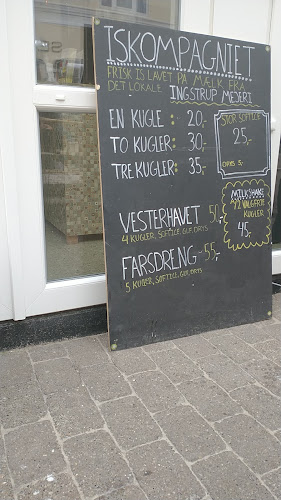 ISKOMPAGNIET
FRISK IS LAVET PÅ MÆLK FRA
DET LOKALE INGSTRUP MEJERI
EN KUGLE : 20,-
TO KUGLER : 30,-
TRE KUGLER : 35,-
STOR SOFTICE
25,-
DRYS 5,-
MILKSHAKE
2 VALGFRIE
KUGLER
45,-
VESTERHAVET 50,-
4 KUGLER, SOFTICE, GUF, DRYS
FARSDRENG - 55,-
5 KUGLER, SOFTICE, GUF, DRYS